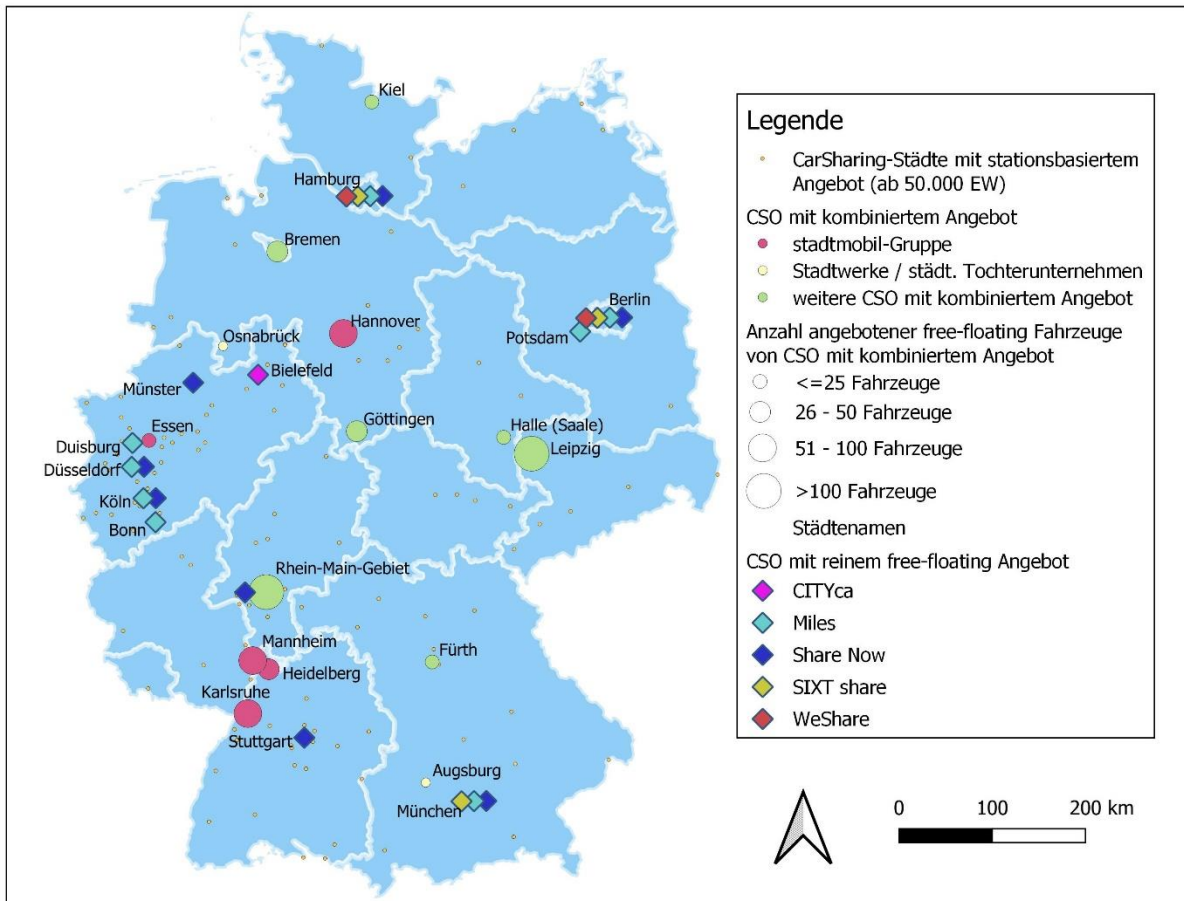 Kiel
Hamburg
Bremen
Hannover
Berlin
Potsdam
Osnabrück
Bielefeld
Münster
Göttingen
Halle (Saale)
Leipzig
Essen
Duisburg
Düsseldorf
Köln
Bonn
Rhein-Main-Gebiet
Mannheim
Heidelberg
Karlsruhe
Fürth
Stuttgart
Augsburg
München
Legende
CarSharing-Städte mit stationsbasiertem
Angebot (ab 50.000 EW)
CSO mit kombiniertem Angebot
stadtmobil-Gruppe
Stadtwerke / städt. Tochterunternehmen
weitere CSO mit kombiniertem Angebot
Anzahl angebotener free-floating Fahrzeuge
von CSO mit kombiniertem Angebot
<=25 Fahrzeuge
26 - 50 Fahrzeuge
51 - 100 Fahrzeuge
>100 Fahrzeuge
Städtenamen
CSO mit reinem free-floating Angebot
CITYca
Miles
Share Now
SIXT share
WeShare
0 100 200 km